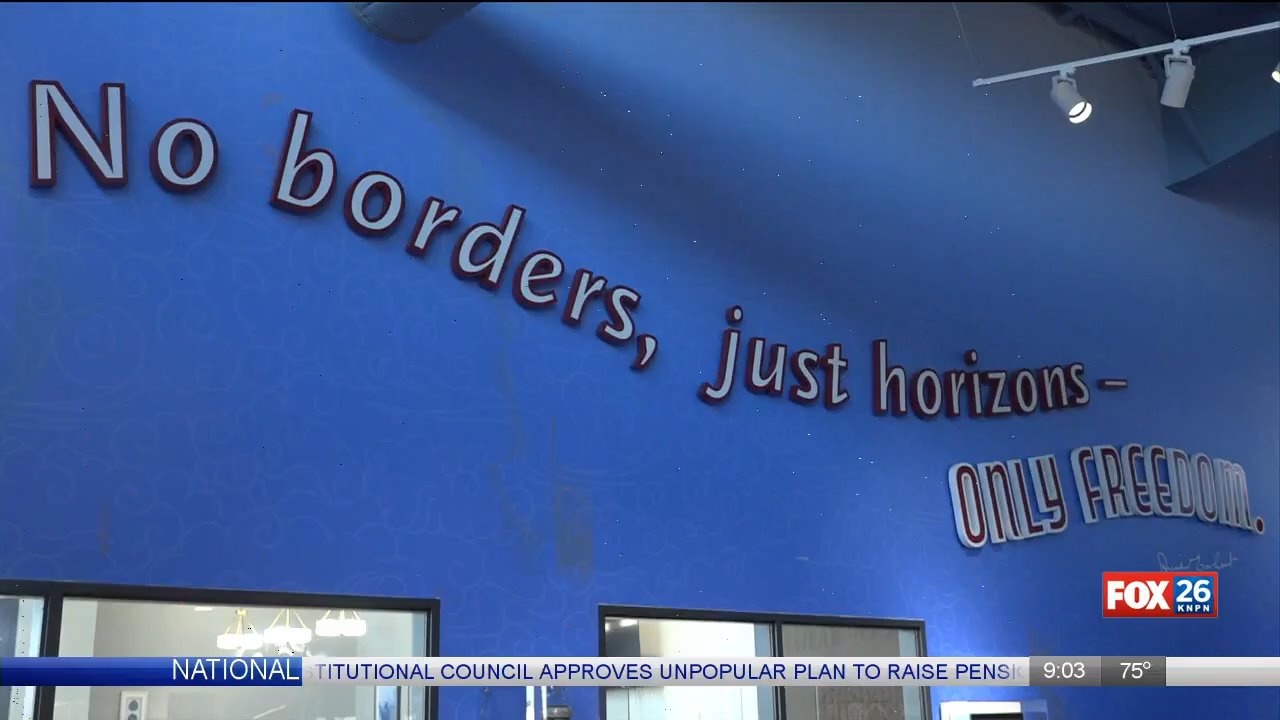 No borders, just horizons –
ONLY FREEDOM.
FOX 26
KNPN
NATIONAL STITUTIONAL COUNCIL APPROVES UNPOPULAR PLAN TO RAISE PENSI 9:03 75°